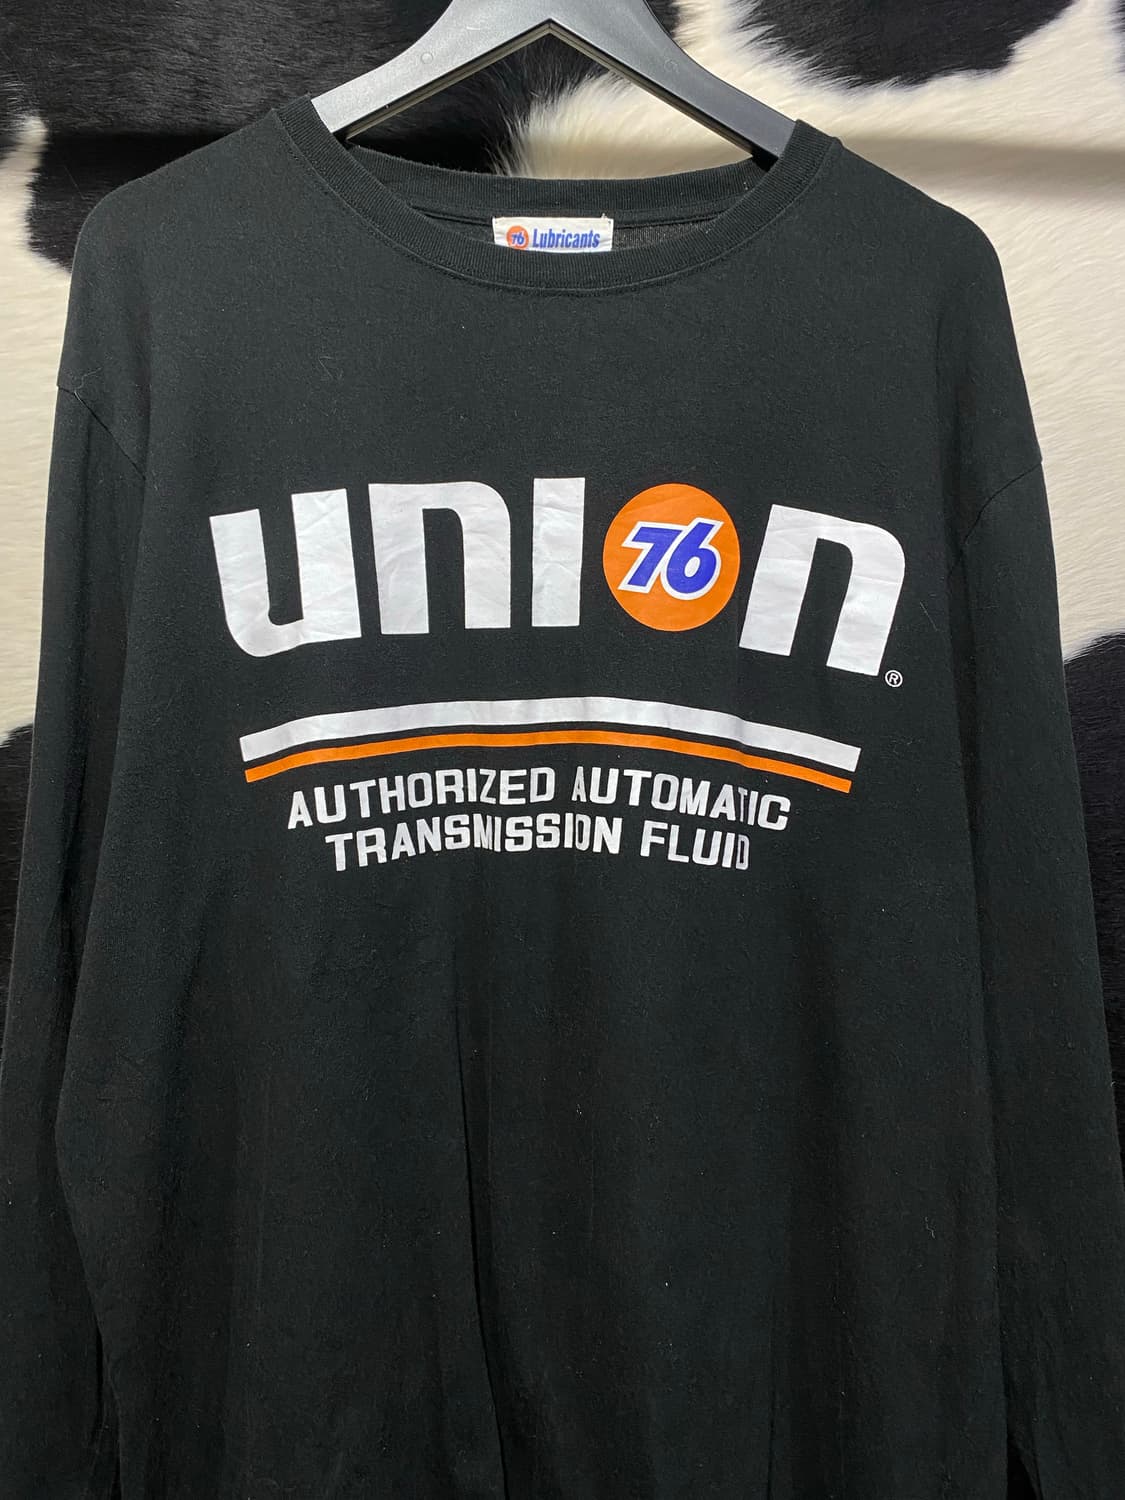 76 Lubricants
uni76n®
AUTHORIZED AUTOMATIC
TRANSMISSION FLUID